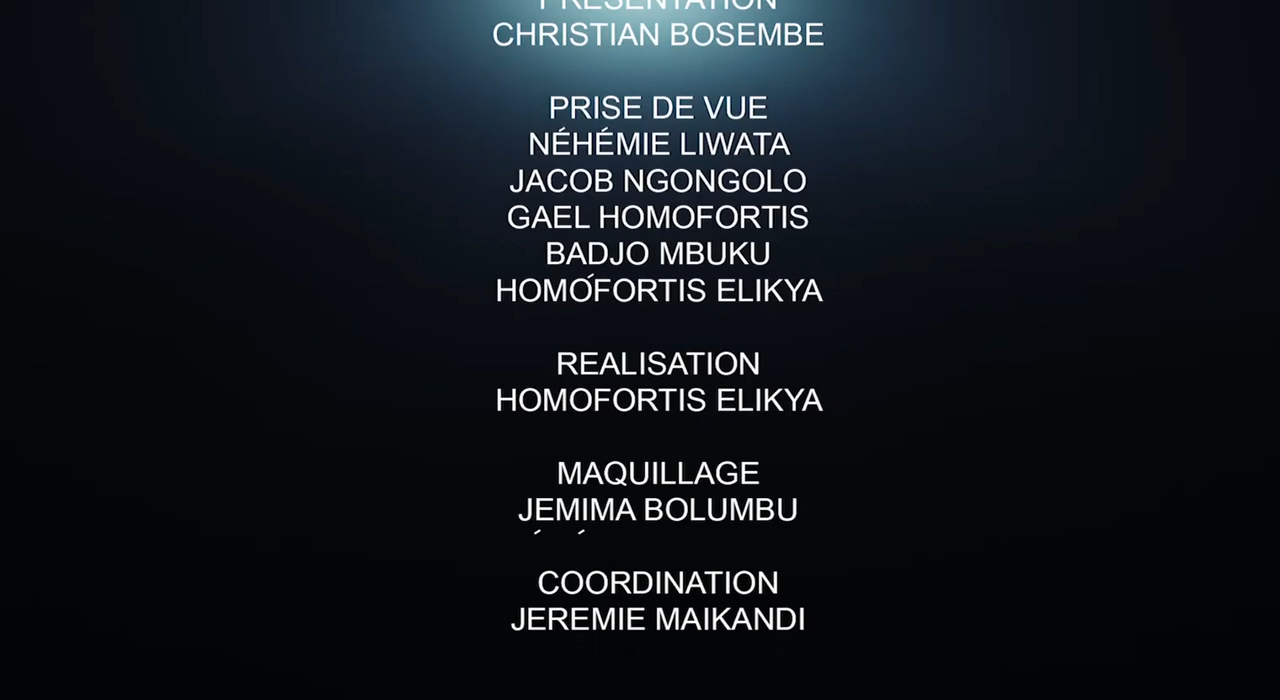 PRESENTATION
CHRISTIAN BOSEMBE
PRISE DE VUE
NÉHÉMIE LIWATA
JACOB NGONGOLO
GAEL HOMOFORTIS
BADJO MBUKU
HOMOFORTIS ELIKYA
REALISATION
HOMOFORTIS ELIKYA
MAQUILLAGE
JEMIMA BOLUMBU
COORDINATION
JEREMIE MAIKANDI